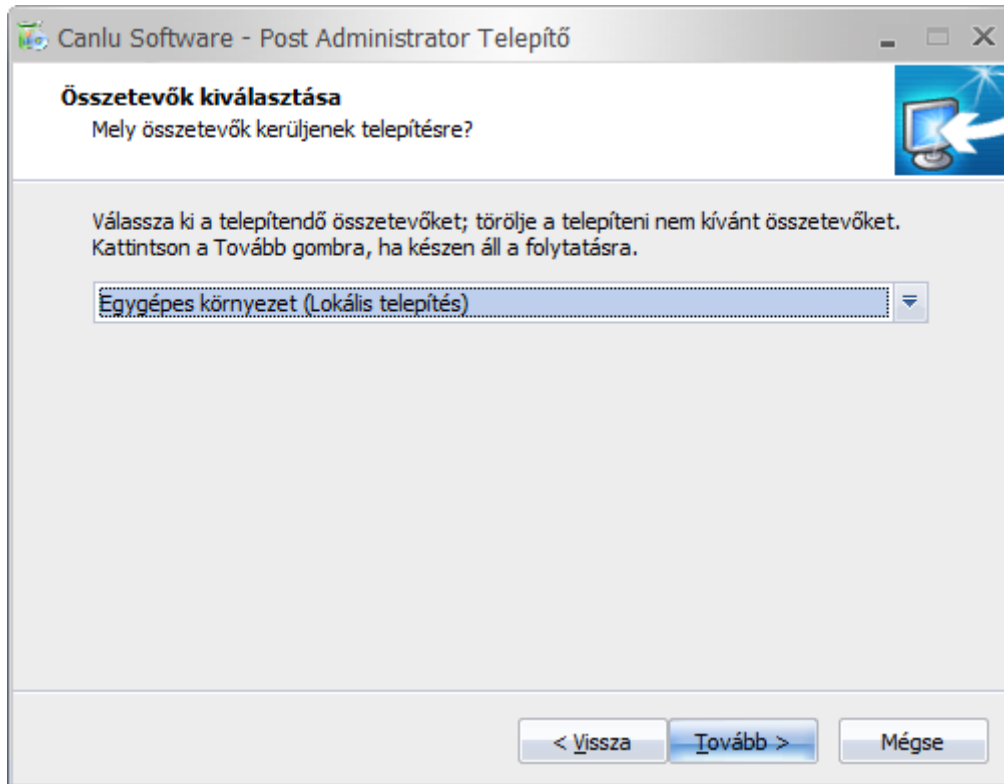 Canlu Software - Post Administrator Telepítő
Összetevők kiválasztása
Mely összetevők kerüljenek telepítésre?
Válassza ki a telepítendő összetevőket; törölje a telepíteni nem kívánt összetevőket.
Kattintson a Tovább gombra, ha készen áll a folytatásra.
Egygépes környezet (Lokális telepítés)
< Vissza
Tovább >
Mégse